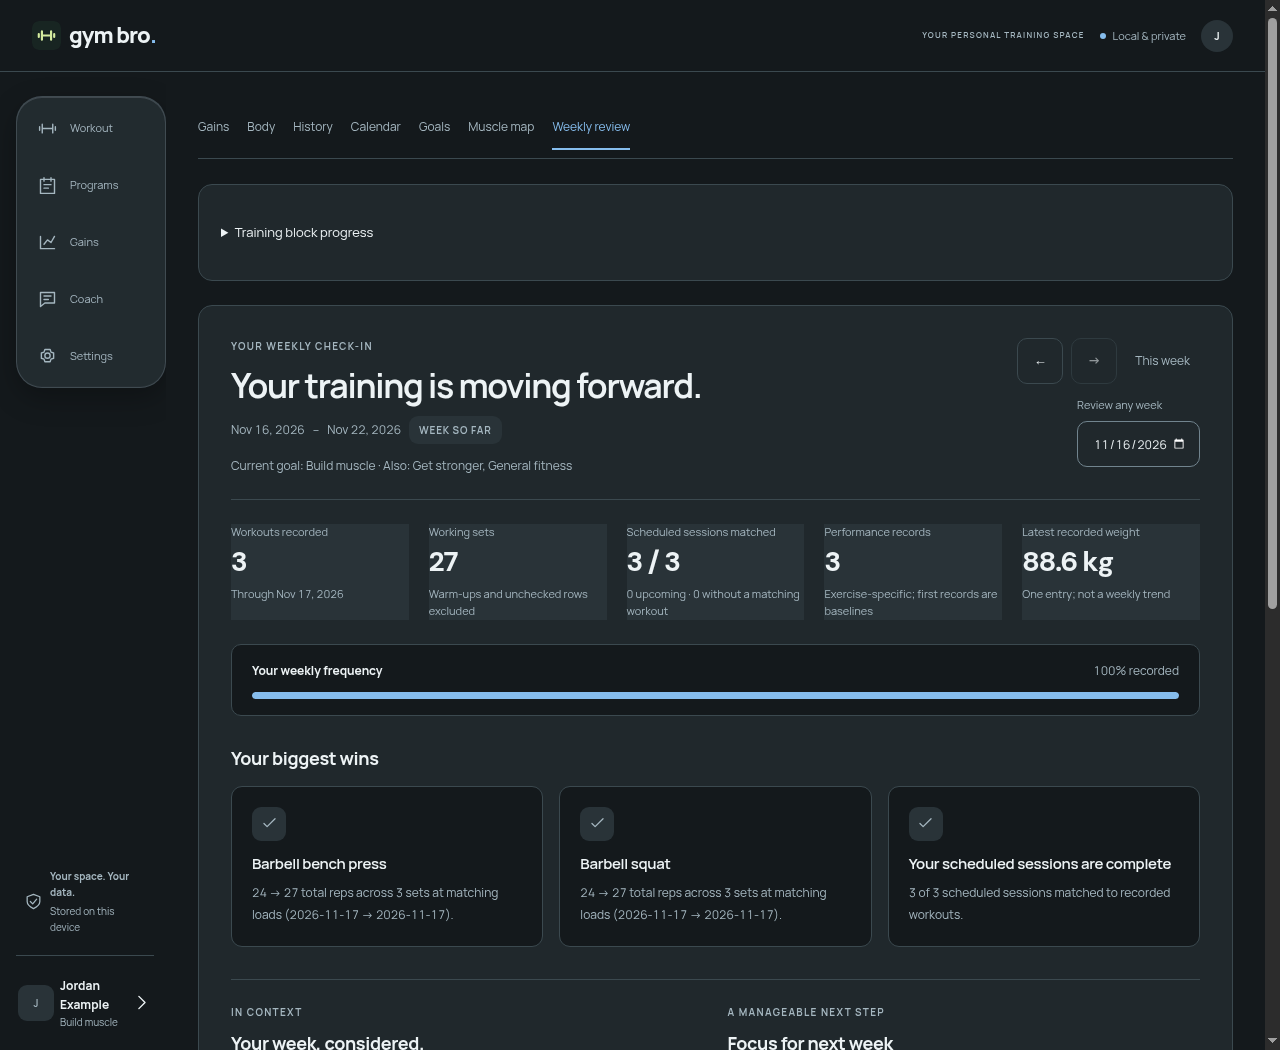 gym bro.
YOUR PERSONAL TRAINING SPACE
Local & private
J
Workout
Programs
Gains
Coach
Settings
Gains
Body
History
Calendar
Goals
Muscle map
Weekly review
Training block progress
YOUR WEEKLY CHECK-IN
Your training is moving forward.
Nov 16, 2026 – Nov 22, 2026
WEEK SO FAR
Current goal: Build muscle · Also: Get stronger, General fitness
← → This week
Review any week
11/16/2026
Workouts recorded
3
Through Nov 17, 2026
Working sets
27
Warm-ups and unchecked rows
excluded
Scheduled sessions matched
3 / 3
0 upcoming · 0 without a matching
workout
Performance records
3
Exercise-specific; first records are
baselines
Latest recorded weight
88.6 kg
One entry; not a weekly trend
Your weekly frequency
100% recorded
Your biggest wins
Barbell bench press
24 → 27 total reps across 3 sets at matching
loads (2026-11-17 → 2026-11-17).
Barbell squat
24 → 27 total reps across 3 sets at matching
loads (2026-11-17 → 2026-11-17).
Your scheduled sessions are complete
3 of 3 scheduled sessions matched to recorded
workouts.
IN CONTEXT
Your week, considered.
A MANAGEABLE NEXT STEP
Focus for next week
Your space. Your
data.
Stored on this
device
J
Jordan
Example
Build muscle